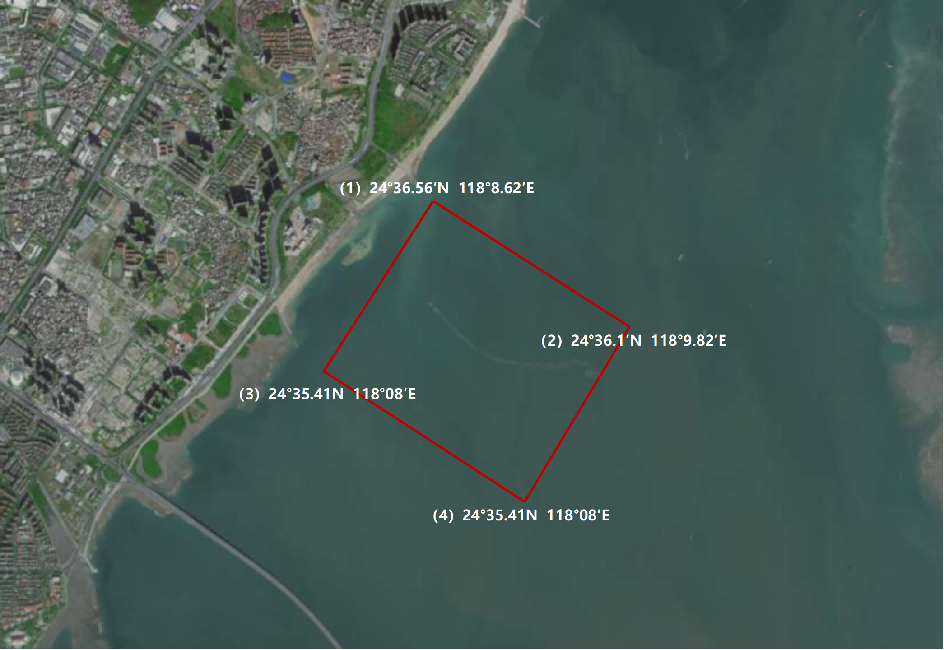 (1) 24°36.56'N 118°8.62'E
(2) 24°36.1'N 118°9.82'E
(3) 24°35.41N 118°08'E
(4) 24°35.41N 118°08'E